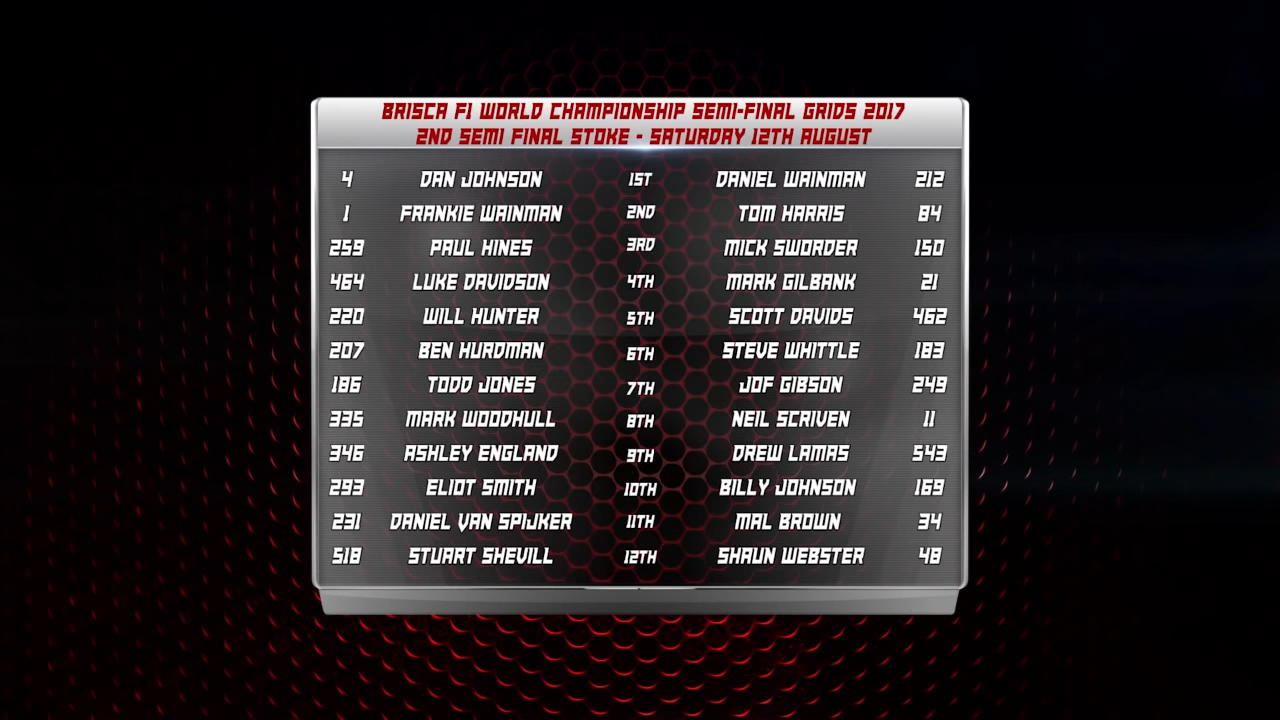 BRISCA F1 WORLD CHAMPIONSHIP SEMI-FINAL GRIDS 2017
2ND SEMI FINAL STOKE - SATURDAY 12TH AUGUST
4 DAN JOHNSON 1ST DANIEL WAINMAN 212
1 FRANKIE WAINMAN 2ND TOM HARRIS 84
259 PAUL HINES 3RD MICK SWORDER 150
464 LUKE DAVIDSON 4TH MARK GILBANK 21
220 WILL HUNTER 5TH SCOTT DAVIDS 462
207 BEN HURDMAN 6TH STEVE WHITTLE 183
186 TODD JONES 7TH JOF GIBSON 249
335 MARK WOODHULL 8TH NEIL SCRIVEN 11
346 ASHLEY ENGLAND 9TH DREW LAMAS 543
293 ELIOT SMITH 10TH BILLY JOHNSON 169
231 DANIEL VAN SPIJKER 11TH MAL BROWN 34
518 STUART SHEVILL 12TH SHAUN WEBSTER 48